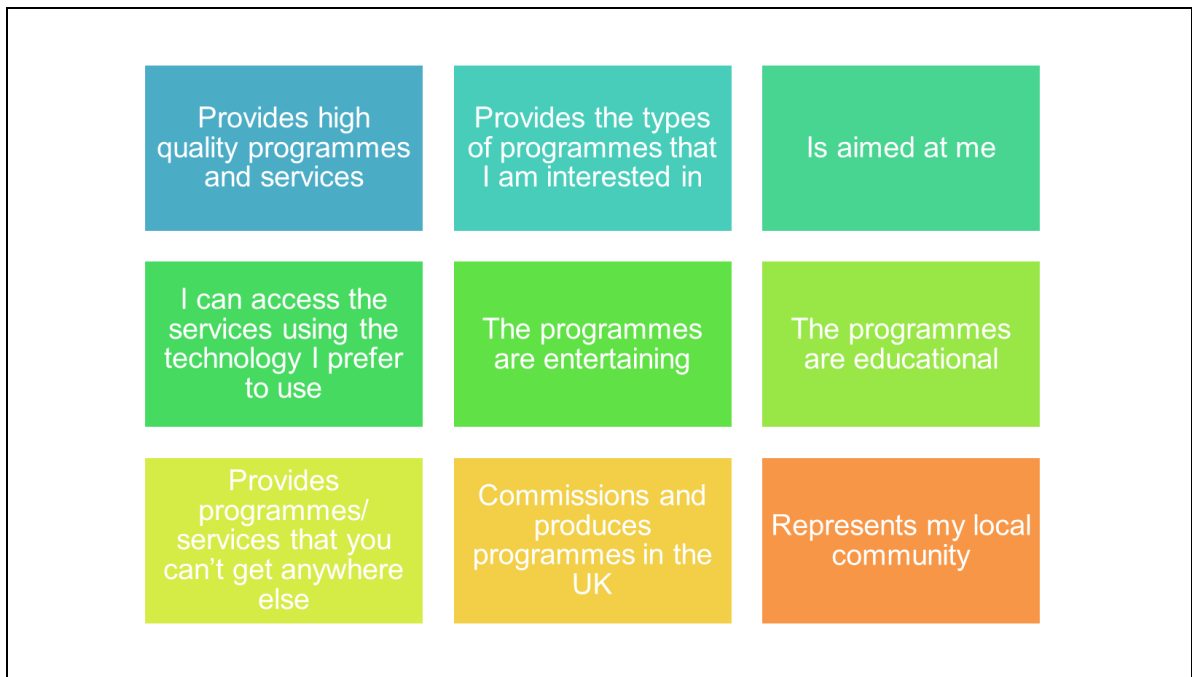 Provides high
quality programmes
and services
Provides the types
of programmes that
I am interested in
Is aimed at me
I can access the
services using the
technology I prefer
to use
The programmes
are entertaining
The programmes
are educational
Provides
programmes/
services that you
can’t get anywhere
else
Commissions and
produces
programmes in the
UK
Represents my local
community